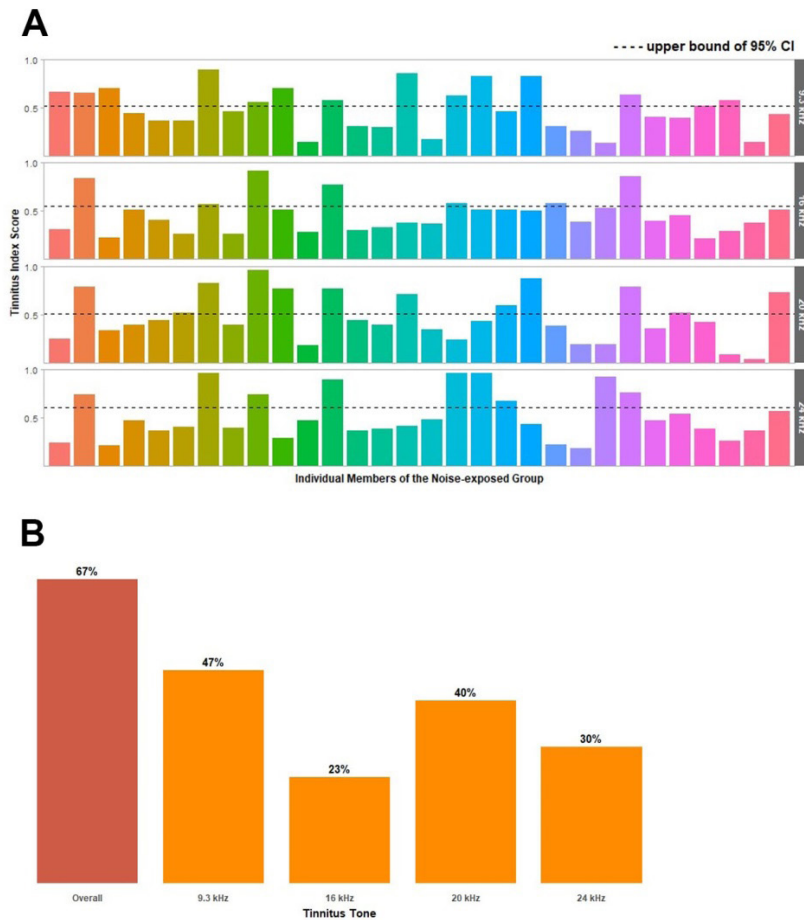 A
---- upper bound of 95% CI
1.0
0.5
9.3 kHz
1.0
0.5
16 kHz
1.0
0.5
20 kHz
1.0
0.5
24 kHz
Tinnitus Index Score
Individual Members of the Noise-exposed Group
B
67%
47%
23%
40%
30%
Overall
9.3 kHz
16 kHz
20 kHz
24 kHz
Tinnitus Tone